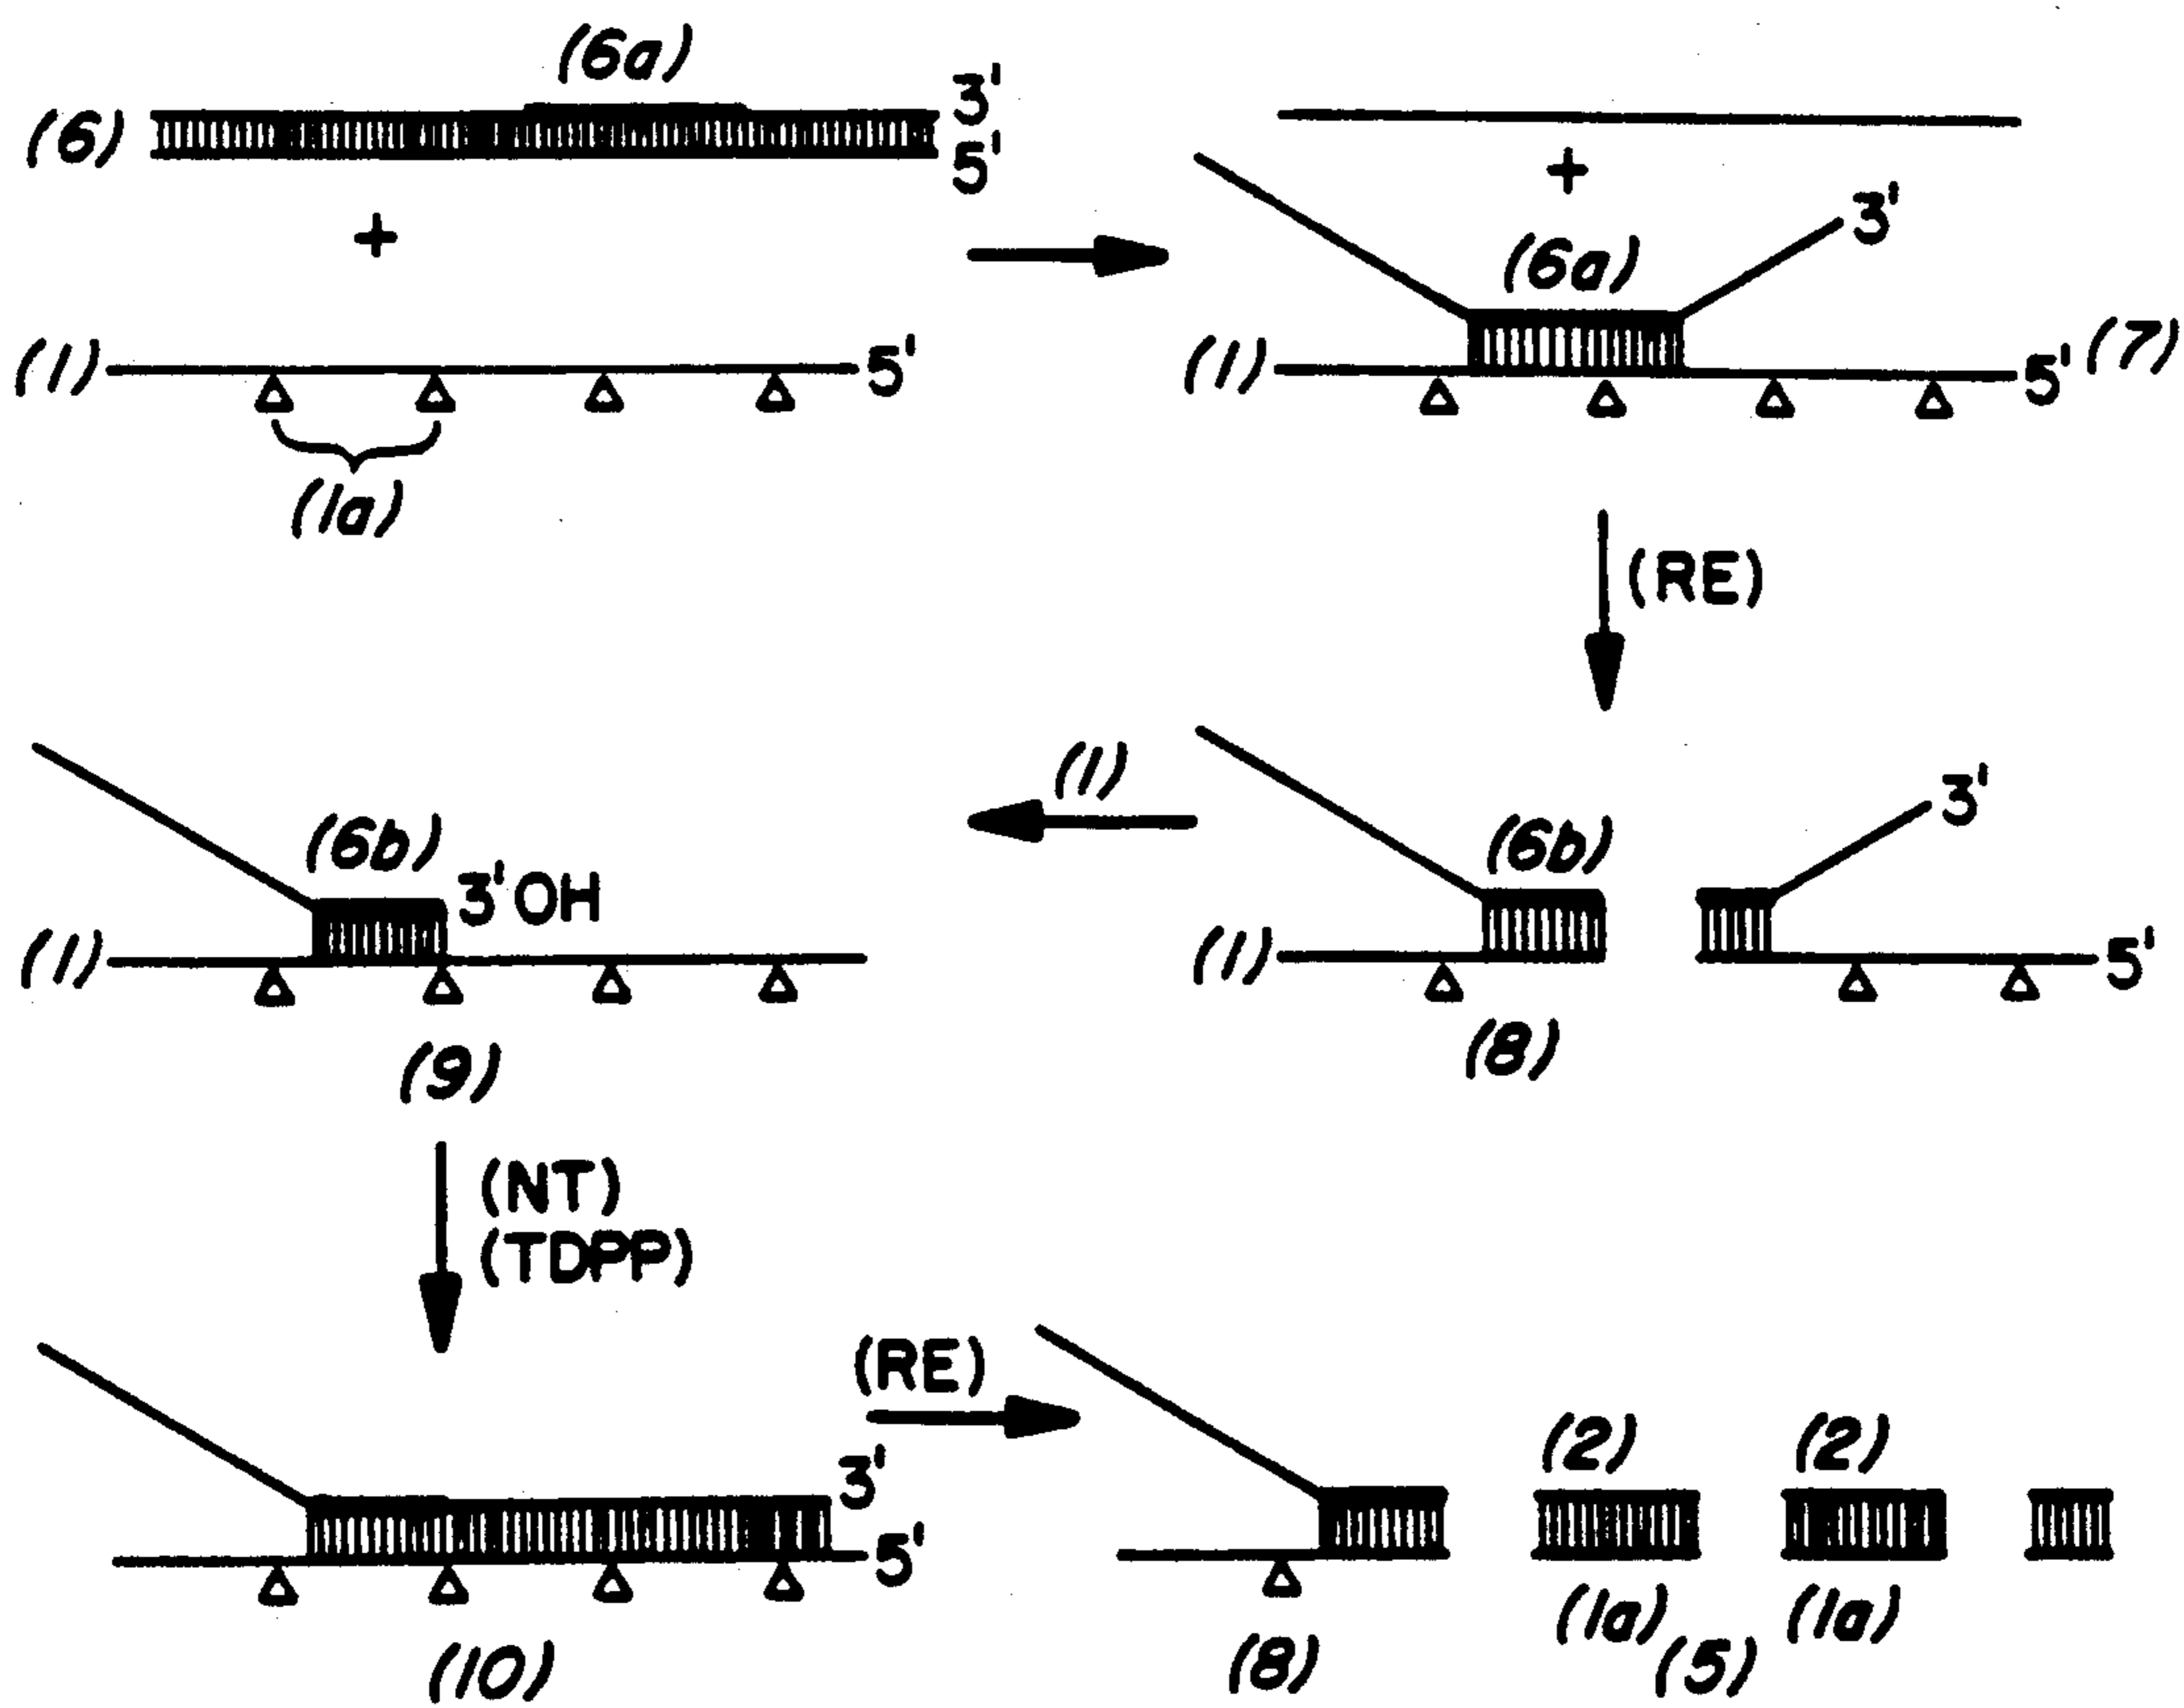 (6a)
(6) 3'
5'
+
(1) 5'
(1a)
+
3'
(6a)
(1) 5' (7)
(RE)
(1)
(6b) 3'
(1) 5'
(8)
(6b) 3'OH
(1)
(9)
(NT)
(TDPP)
(RE)
3'
5'
(10)
(2) (2)
(1a) (1a)
(8) (5)